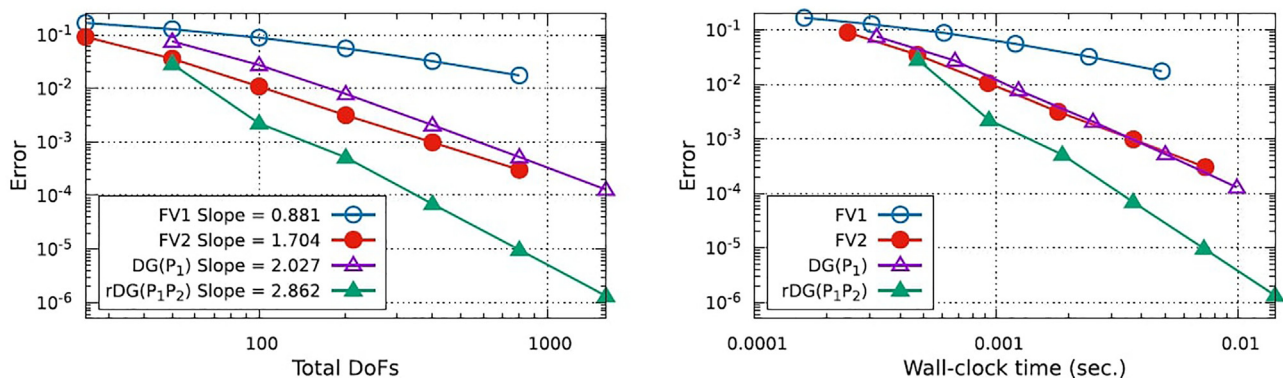 Error
10⁻¹
10⁻²
10⁻³
10⁻⁴
10⁻⁵
10⁻⁶
FV1 Slope = 0.881
FV2 Slope = 1.704
DG(P₁) Slope = 2.027
rDG(P₁P₂) Slope = 2.862
100 1000
Total DoFs
Error
10⁻¹
10⁻²
10⁻³
10⁻⁴
10⁻⁵
10⁻⁶
FV1
FV2
DG(P₁)
rDG(P₁P₂)
0.0001 0.001 0.01
Wall-clock time (sec.)